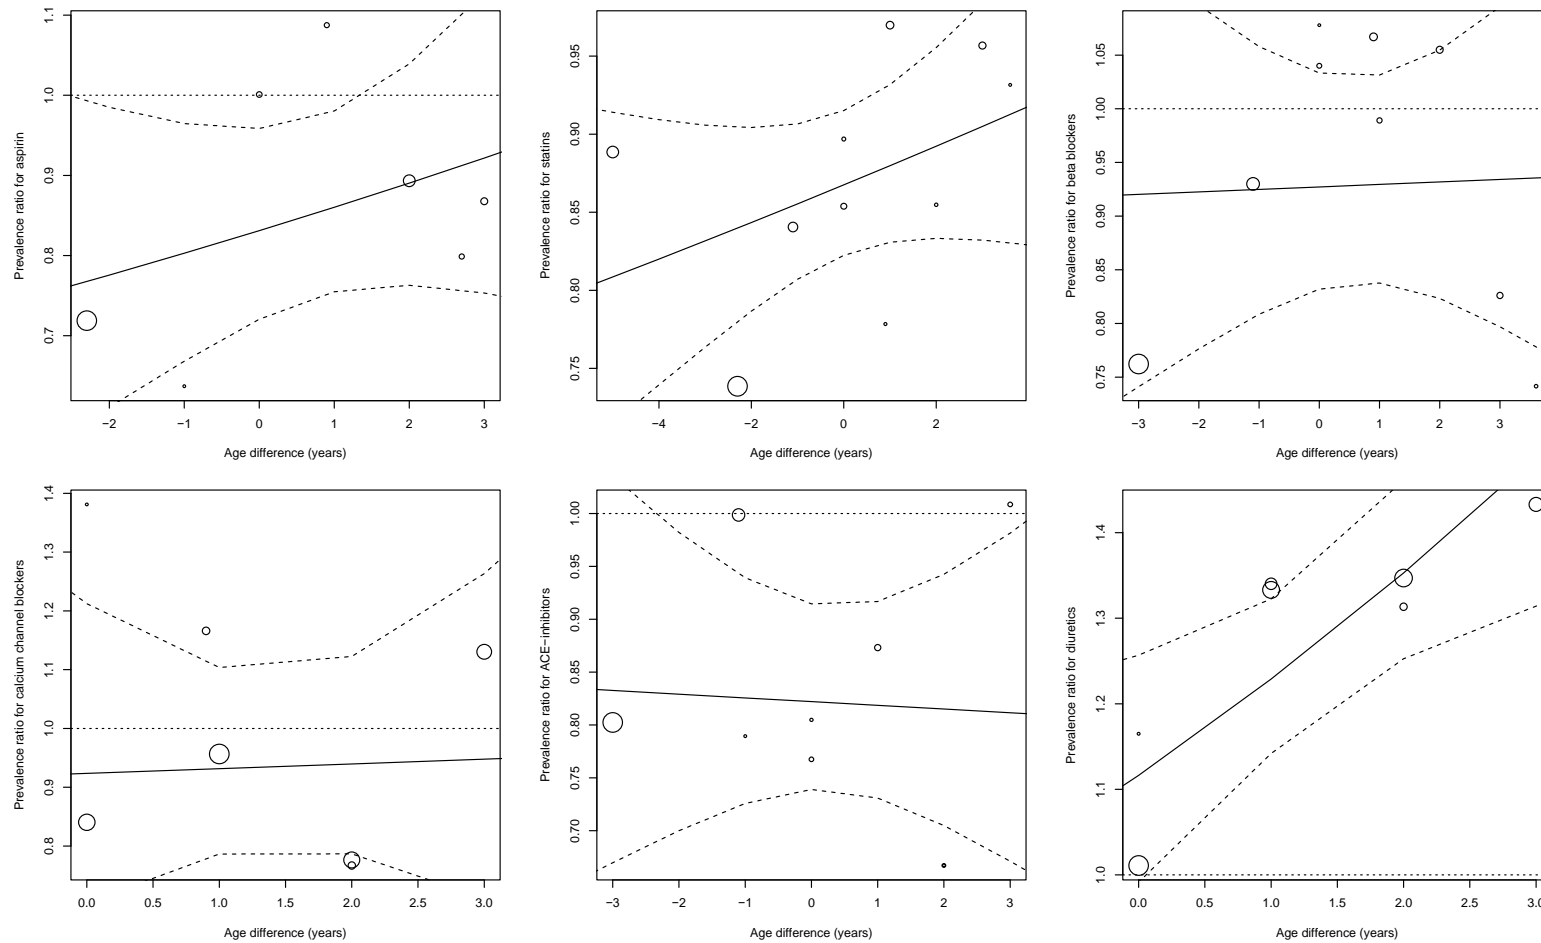 Prevalence ratio for aspirin
1.1
1.0
0.9
0.8
0.7
−2 −1 0 1 2 3
Age difference (years)
Prevalence ratio for statins
0.95
0.90
0.85
0.80
0.75
−4 −2 0 2
Age difference (years)
Prevalence ratio for beta blockers
1.05
1.00
0.95
0.90
0.85
0.80
0.75
−3 −2 −1 0 1 2 3
Age difference (years)
Prevalence ratio for calcium channel blockers
1.4
1.3
1.2
1.1
1.0
0.9
0.8
0.0 0.5 1.0 1.5 2.0 2.5 3.0
Age difference (years)
Prevalence ratio for ACE−inhibitors
1.00
0.95
0.90
0.85
0.80
0.75
0.70
−3 −2 −1 0 1 2 3
Age difference (years)
Prevalence ratio for diuretics
1.4
1.3
1.2
1.1
1.0
0.0 0.5 1.0 1.5 2.0 2.5 3.0
Age difference (years)